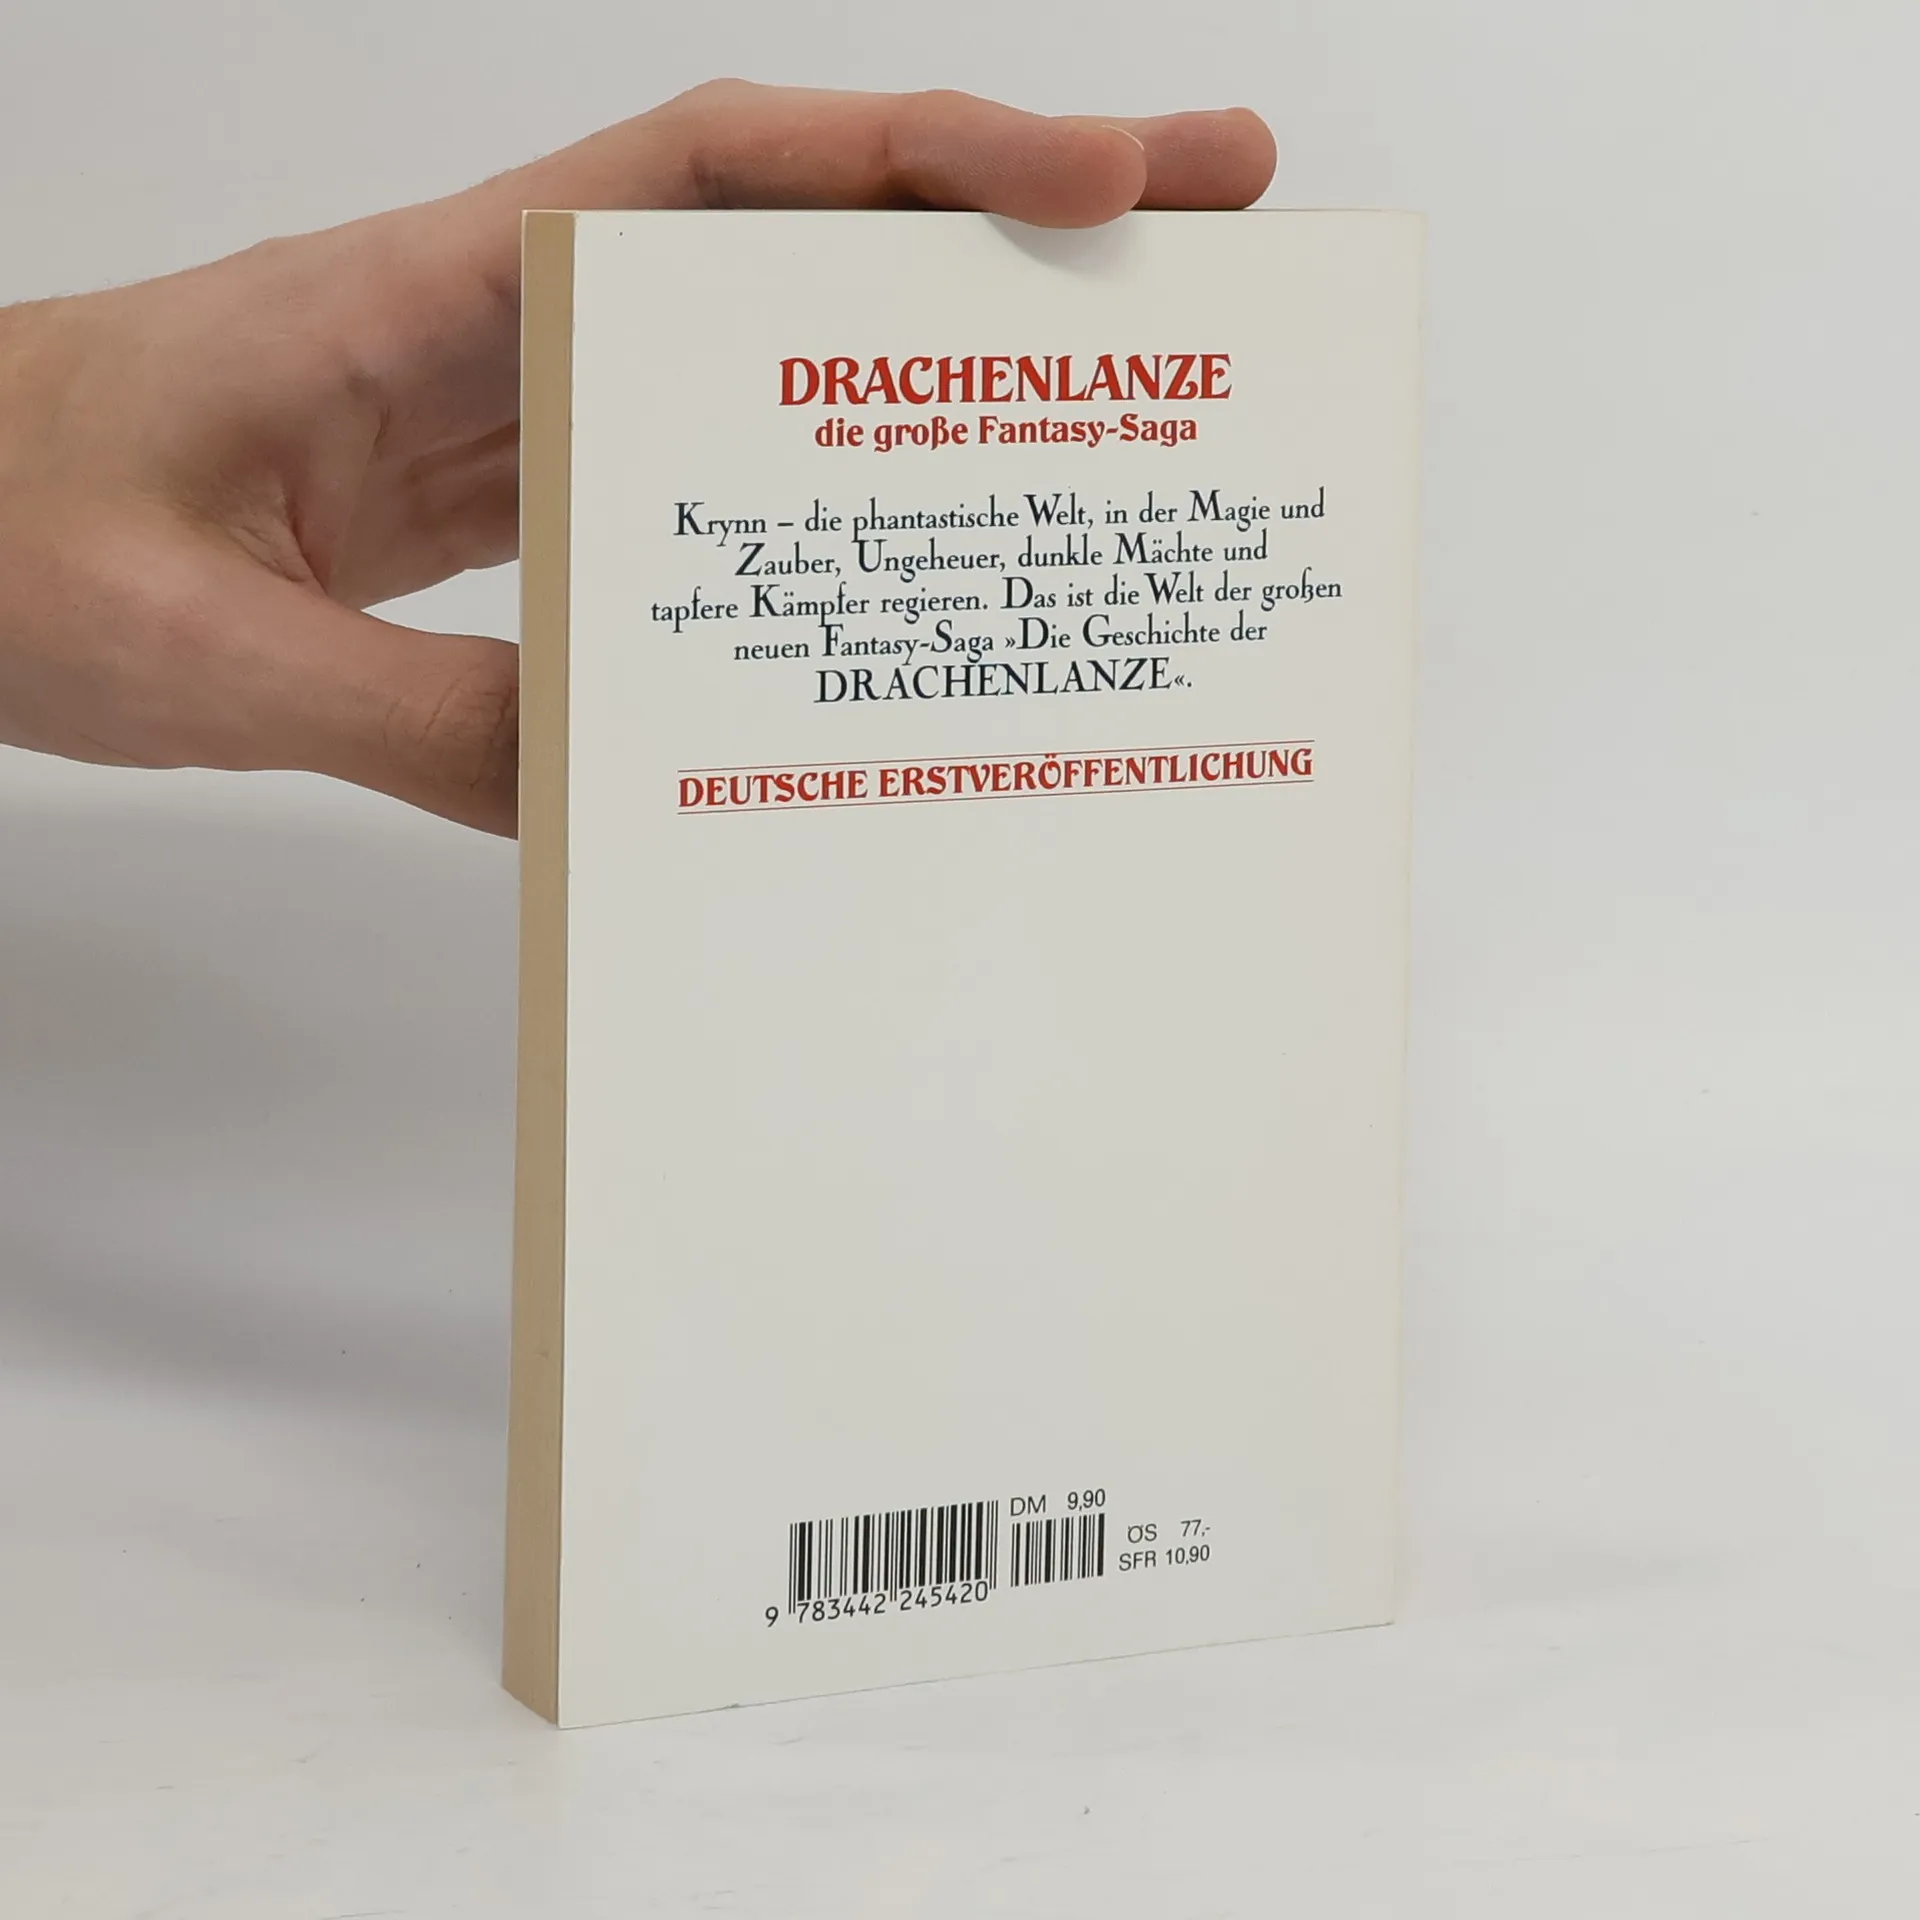 DRACHENLANZE
die große Fantasy-Saga
Krynn – die phantastische Welt, in der Magie und
Zauber, Ungeheuer, dunkle Mächte und
tapfere Kämpfer regieren. Das ist die Welt der großen
neuen Fantasy-Saga »Die Geschichte der
DRACHENLANZE«.
DEUTSCHE ERSTVERÖFFENTLICHUNG
DM 9,90
ÖS 77,-
SFR 10,90
9 783442 245420